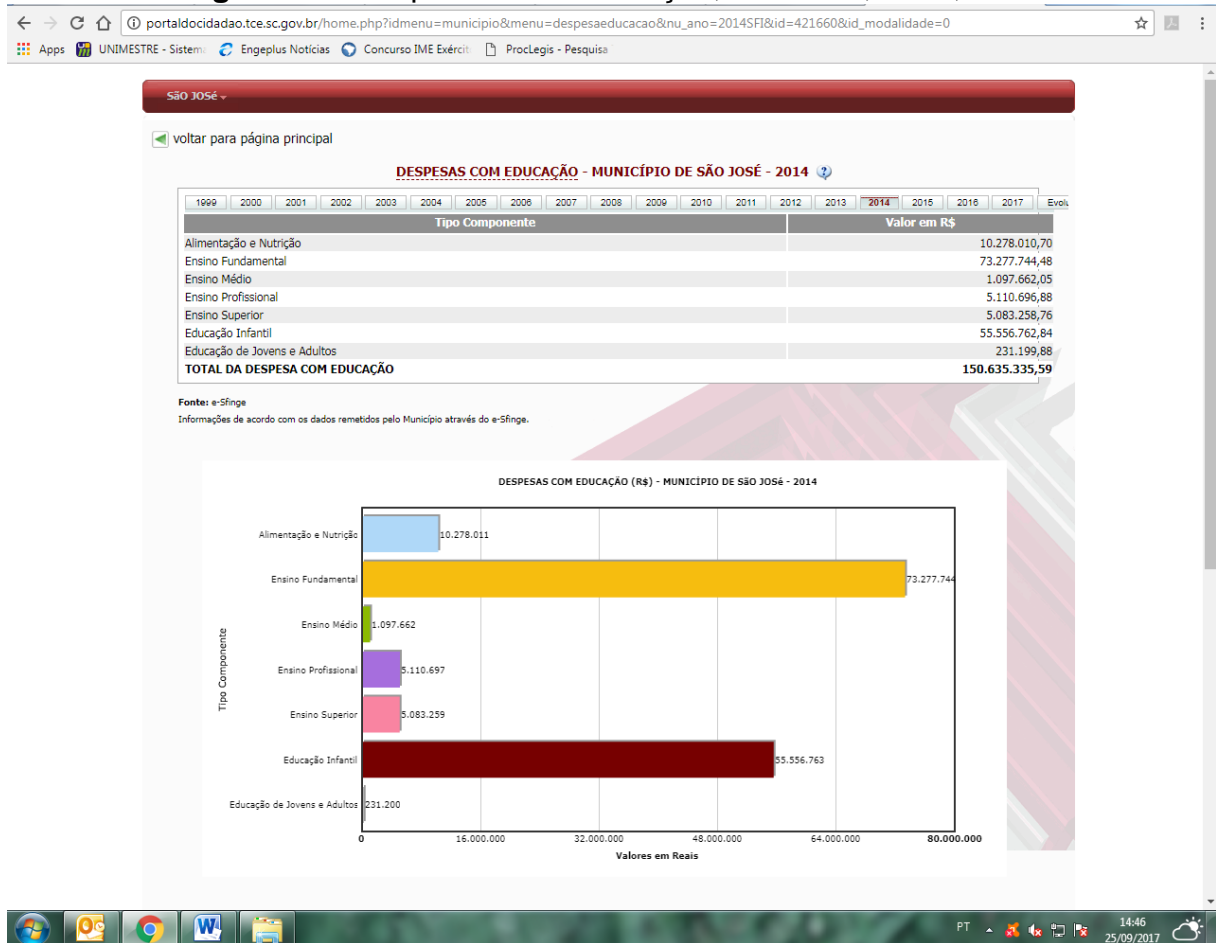 portaldocidadao.tce.sc.gov.br/home.php?idmenu=municipio&menu=despesaeducacao&nu_ano=2014SFI&id=421660&id_modalidade=0
Apps UNIMESTRE - Sistema Engeplus Notícias Concurso IME Exércit ProcLegis - Pesquisa
SãO JOSé
voltar para página principal
DESPESAS COM EDUCAÇÃO - MUNICÍPIO DE SÃO JOSÉ - 2014
1999 2000 2001 2002 2003 2004 2005 2006 2007 2008 2009 2010 2011 2012 2013 2014 2015 2016 2017 Evolu
Tipo Componente Valor em R$
Alimentação e Nutrição 10.278.010,70
Ensino Fundamental 73.277.744,48
Ensino Médio 1.097.662,05
Ensino Profissional 5.110.696,88
Ensino Superior 5.083.258,76
Educação Infantil 55.556.762,84
Educação de Jovens e Adultos 231.199,88
TOTAL DA DESPESA COM EDUCAÇÃO 150.635.335,59
Fonte: e-Sfinge
Informações de acordo com os dados remetidos pelo Município através do e-Sfinge.
DESPESAS COM EDUCAÇÃO (R$) - MUNICÍPIO DE SãO JOSé - 2014
Alimentação e Nutrição 10.278.011
Ensino Fundamental 73.277.744
Ensino Médio 1.097.662
Ensino Profissional 5.110.697
Ensino Superior 5.083.259
Educação Infantil 55.556.763
Educação de Jovens e Adultos 231.200
Tipo Componente
0 16.000.000 32.000.000 48.000.000 64.000.000 80.000.000
Valores em Reais
PT 14:46
25/09/2017